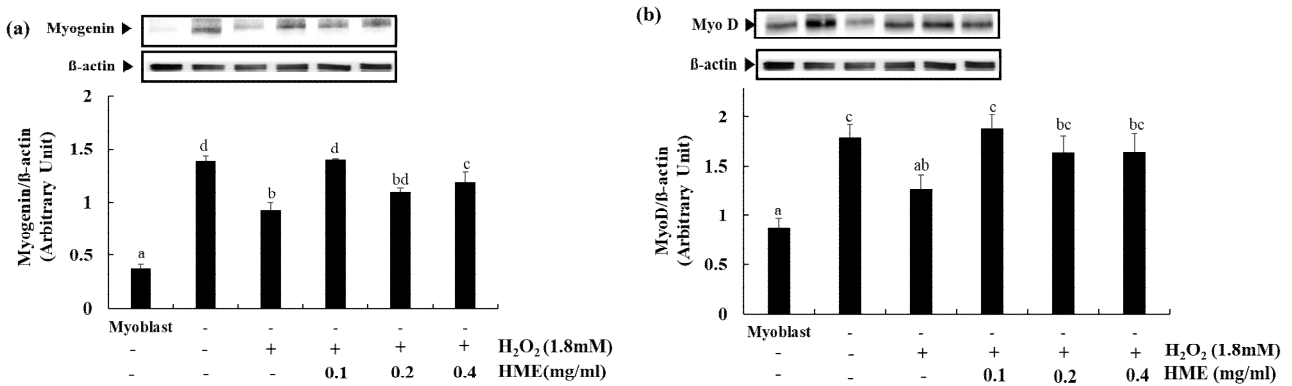 (a)
Myogenin
ß-actin
Myogenin/ß-actin
(Arbitrary Unit)
2
1.5
1
0.5
0
a
d
b
d
bd
c
Myoblast - - - - -
- - + + + + H₂O₂ (1.8mM)
- - - 0.1 0.2 0.4 HME(mg/ml)
(b)
Myo D
ß-actin
MyoD/ß-actin
(Arbitrary Unit)
2
1.5
1
0.5
0
a
c
ab
c
bc
bc
Myoblast - - - - -
- - + + + + H₂O₂ (1.8mM)
- - - 0.1 0.2 0.4 HME (mg/ml)